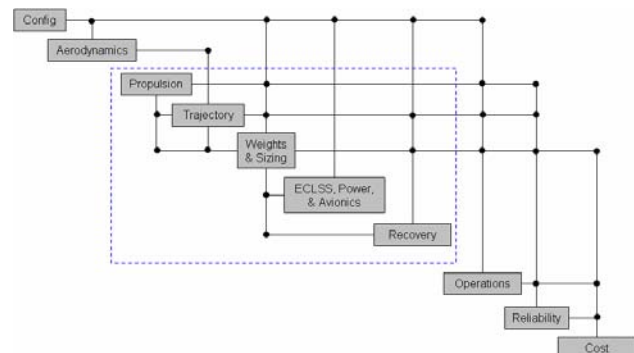 Config
Aerodynamics
Propulsion
Trajectory
Weights
& Sizing
ECLSS, Power,
& Avionics
Recovery
Operations
Reliability
Cost